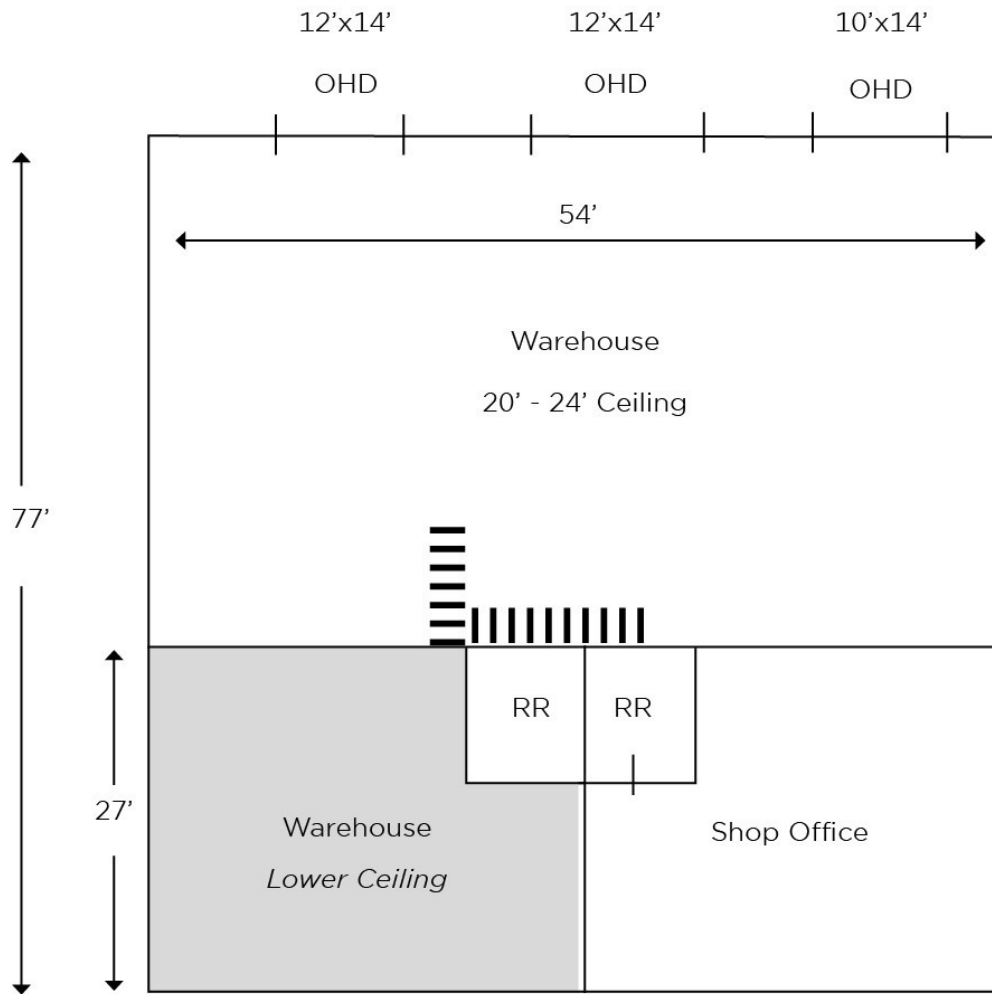 12’x14’
OHD
12’x14’
OHD
10’x14’
OHD
54’
Warehouse
20’ - 24’ Ceiling
77’
27’
RR
RR
Warehouse
Lower Ceiling
Shop Office